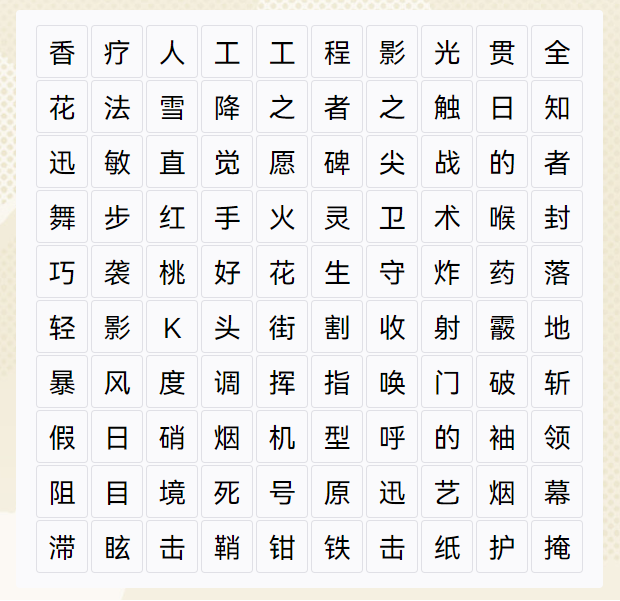 香疗人工工程影光贯全
花法雪降之者之触日知
迅敏直觉愿碑尖战的者
舞步红手火灵卫术喉封
巧袭桃好花生守炸药落
轻影K头街割收射霰地
暴风度调挥指唤门破斩
假日硝烟机型呼的袖领
阻目境死号原迅艺烟幕
滞眩击鞘钳铁击纸护掩